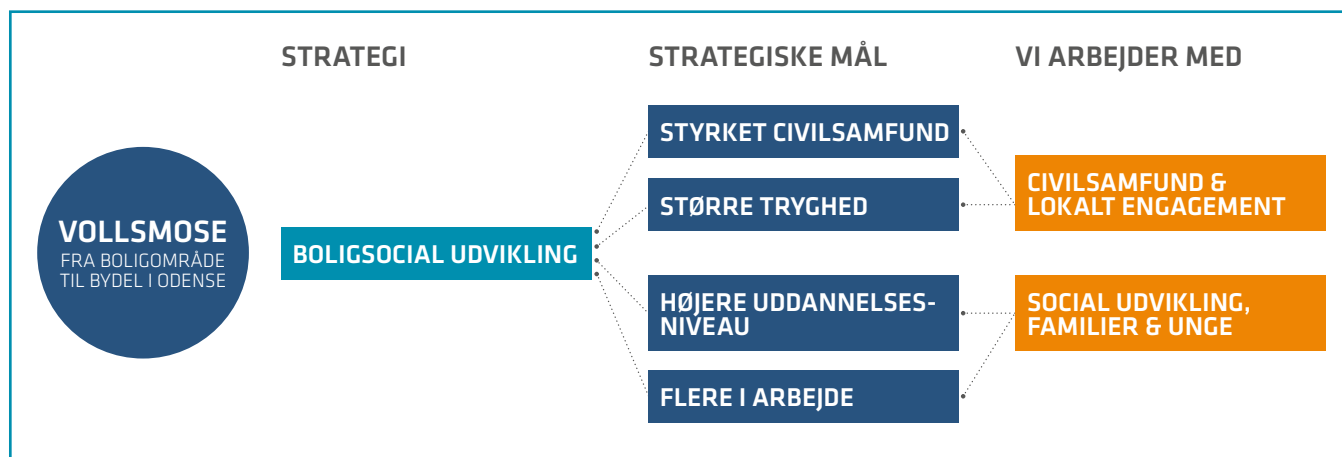 STRATEGI
STRATEGISKE MÅL
VI ARBEJDER MED
VOLLSMOSE
FRA BOLIGOMRÅDE
TIL BYDEL I ODENSE
BOLIGSOCIAL UDVIKLING
STYRKET CIVILSAMFUND
STØRRE TRYGHED
HØJERE UDDANNELSES-
NIVEAU
FLERE I ARBEJDE
CIVILSAMFUND &
LOKALT ENGAGEMENT
SOCIAL UDVIKLING,
FAMILIER & UNGE